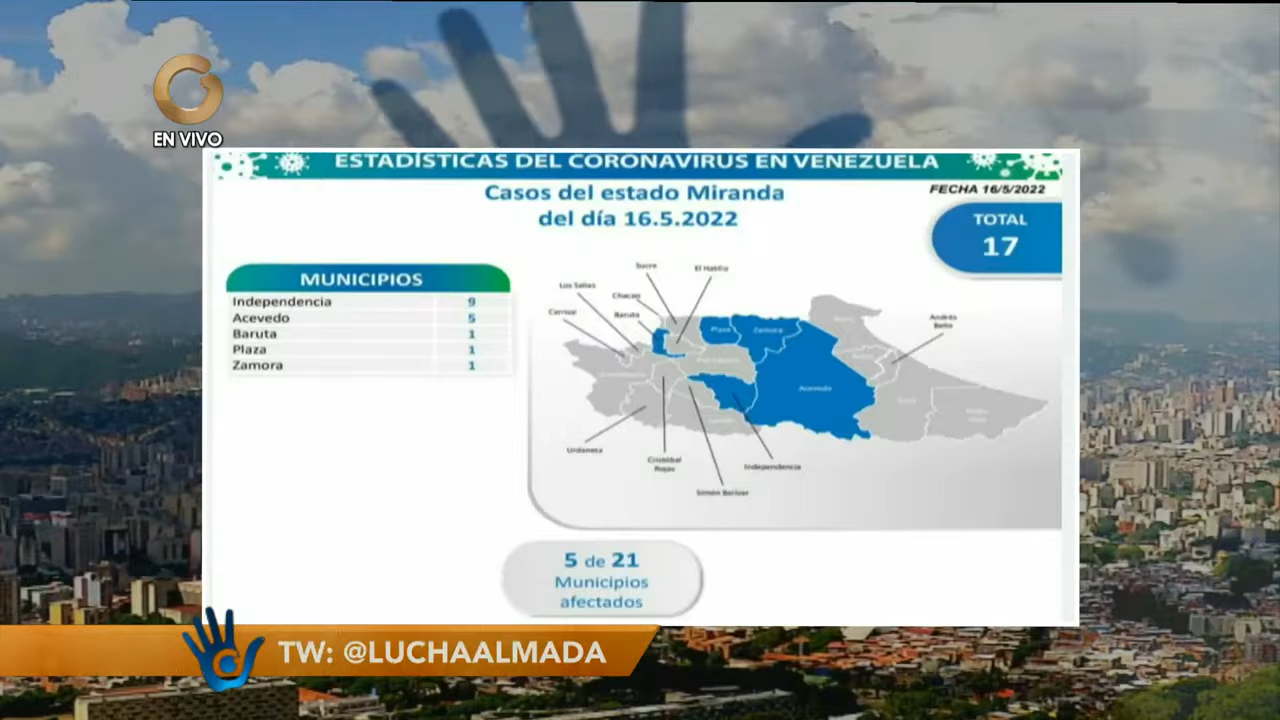 EN VIVO
ESTADÍSTICAS DEL CORONAVIRUS EN VENEZUELA
Casos del estado Miranda
del día 16.5.2022
FECHA 16/5/2022
TOTAL
17
MUNICIPIOS
Independencia 9
Acevedo 5
Baruta 1
Plaza 1
Zamora 1
Sucre
El Hatillo
Los Salias
Chacao
Carrizal
Baruta
Andrés
Bello
Plaza
Zamora
Acevedo
Urdaneta
Cristóbal
Rojas
Independencia
Simón Bolívar
5 de 21
Municipios
afectados
TW: @LUCHAALMADA